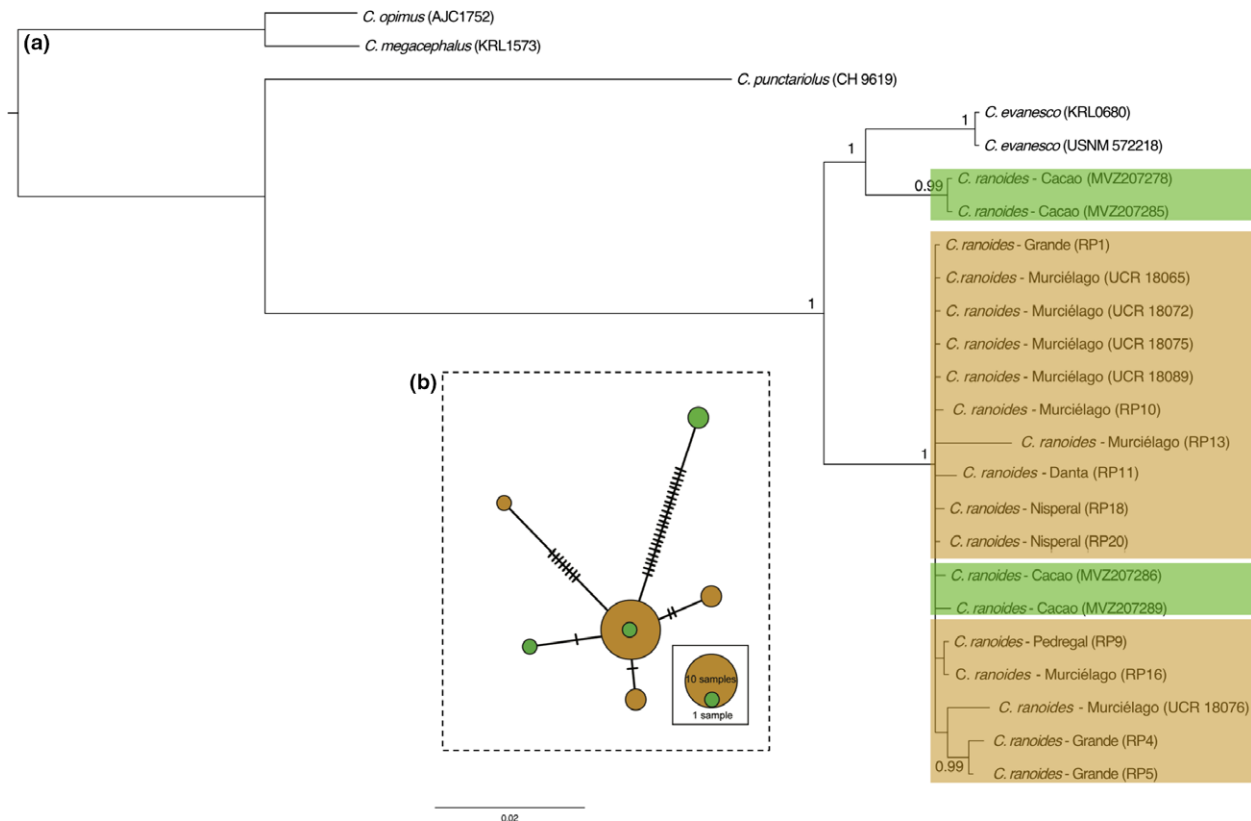 (a)
C. opimus (AJC1752)
C. megacephalus (KRL1573)
C. punctariolus (CH 9619)
1
C. evanesco (KRL0680)
1
C. evanesco (USNM 572218)
0.99
C. ranoides - Cacao (MVZ207278)
C. ranoides - Cacao (MVZ207285)
C. ranoides - Grande (RP1)
C.ranoides - Murciélago (UCR 18065)
1
C. ranoides - Murciélago (UCR 18072)
C. ranoides - Murciélago (UCR 18075)
C. ranoides - Murciélago (UCR 18089)
C. ranoides - Murciélago (RP10)
C. ranoides - Murciélago (RP13)
1
C. ranoides - Danta (RP11)
C. ranoides - Nisperal (RP18)
C. ranoides - Nisperal (RP20)
C. ranoides - Cacao (MVZ207286)
C. ranoides - Cacao (MVZ207289)
C. ranoides - Pedregal (RP9)
C. ranoides - Murciélago (RP16)
C. ranoides - Murciélago (UCR 18076)
C. ranoides - Grande (RP4)
0.99
C. ranoides - Grande (RP5)
(b)
10 samples
1 sample
0.02